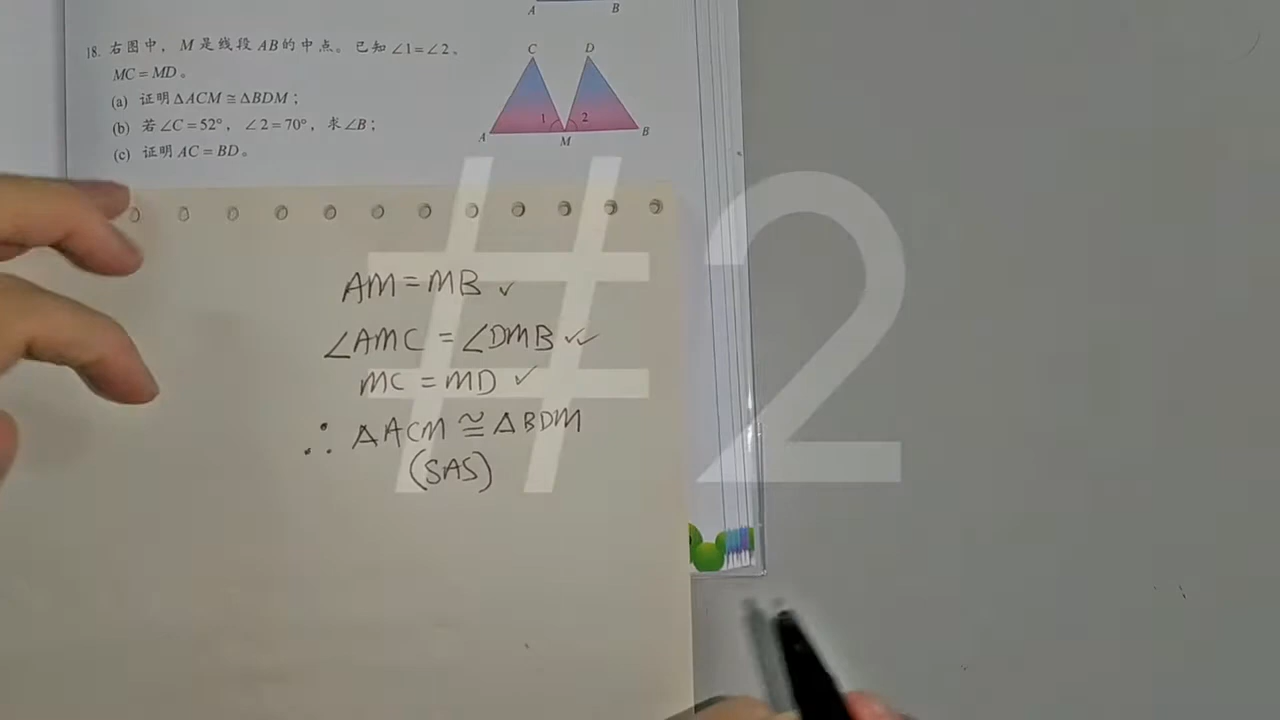 A B
18. 右图中，M 是线段 AB 的中点。已知 ∠1=∠2，
MC = MD。
(a) 证明 ΔACM ≅ ΔBDM；
(b) 若 ∠C = 52°，∠2 = 70°，求 ∠B；
(c) 证明 AC = BD。
C D
1 2
A M B
#2
AM = MB ✓
∠AMC = ∠DMB ✓✓
MC = MD ✓
∴ ΔACM ≅ ΔBDM
(SAS)